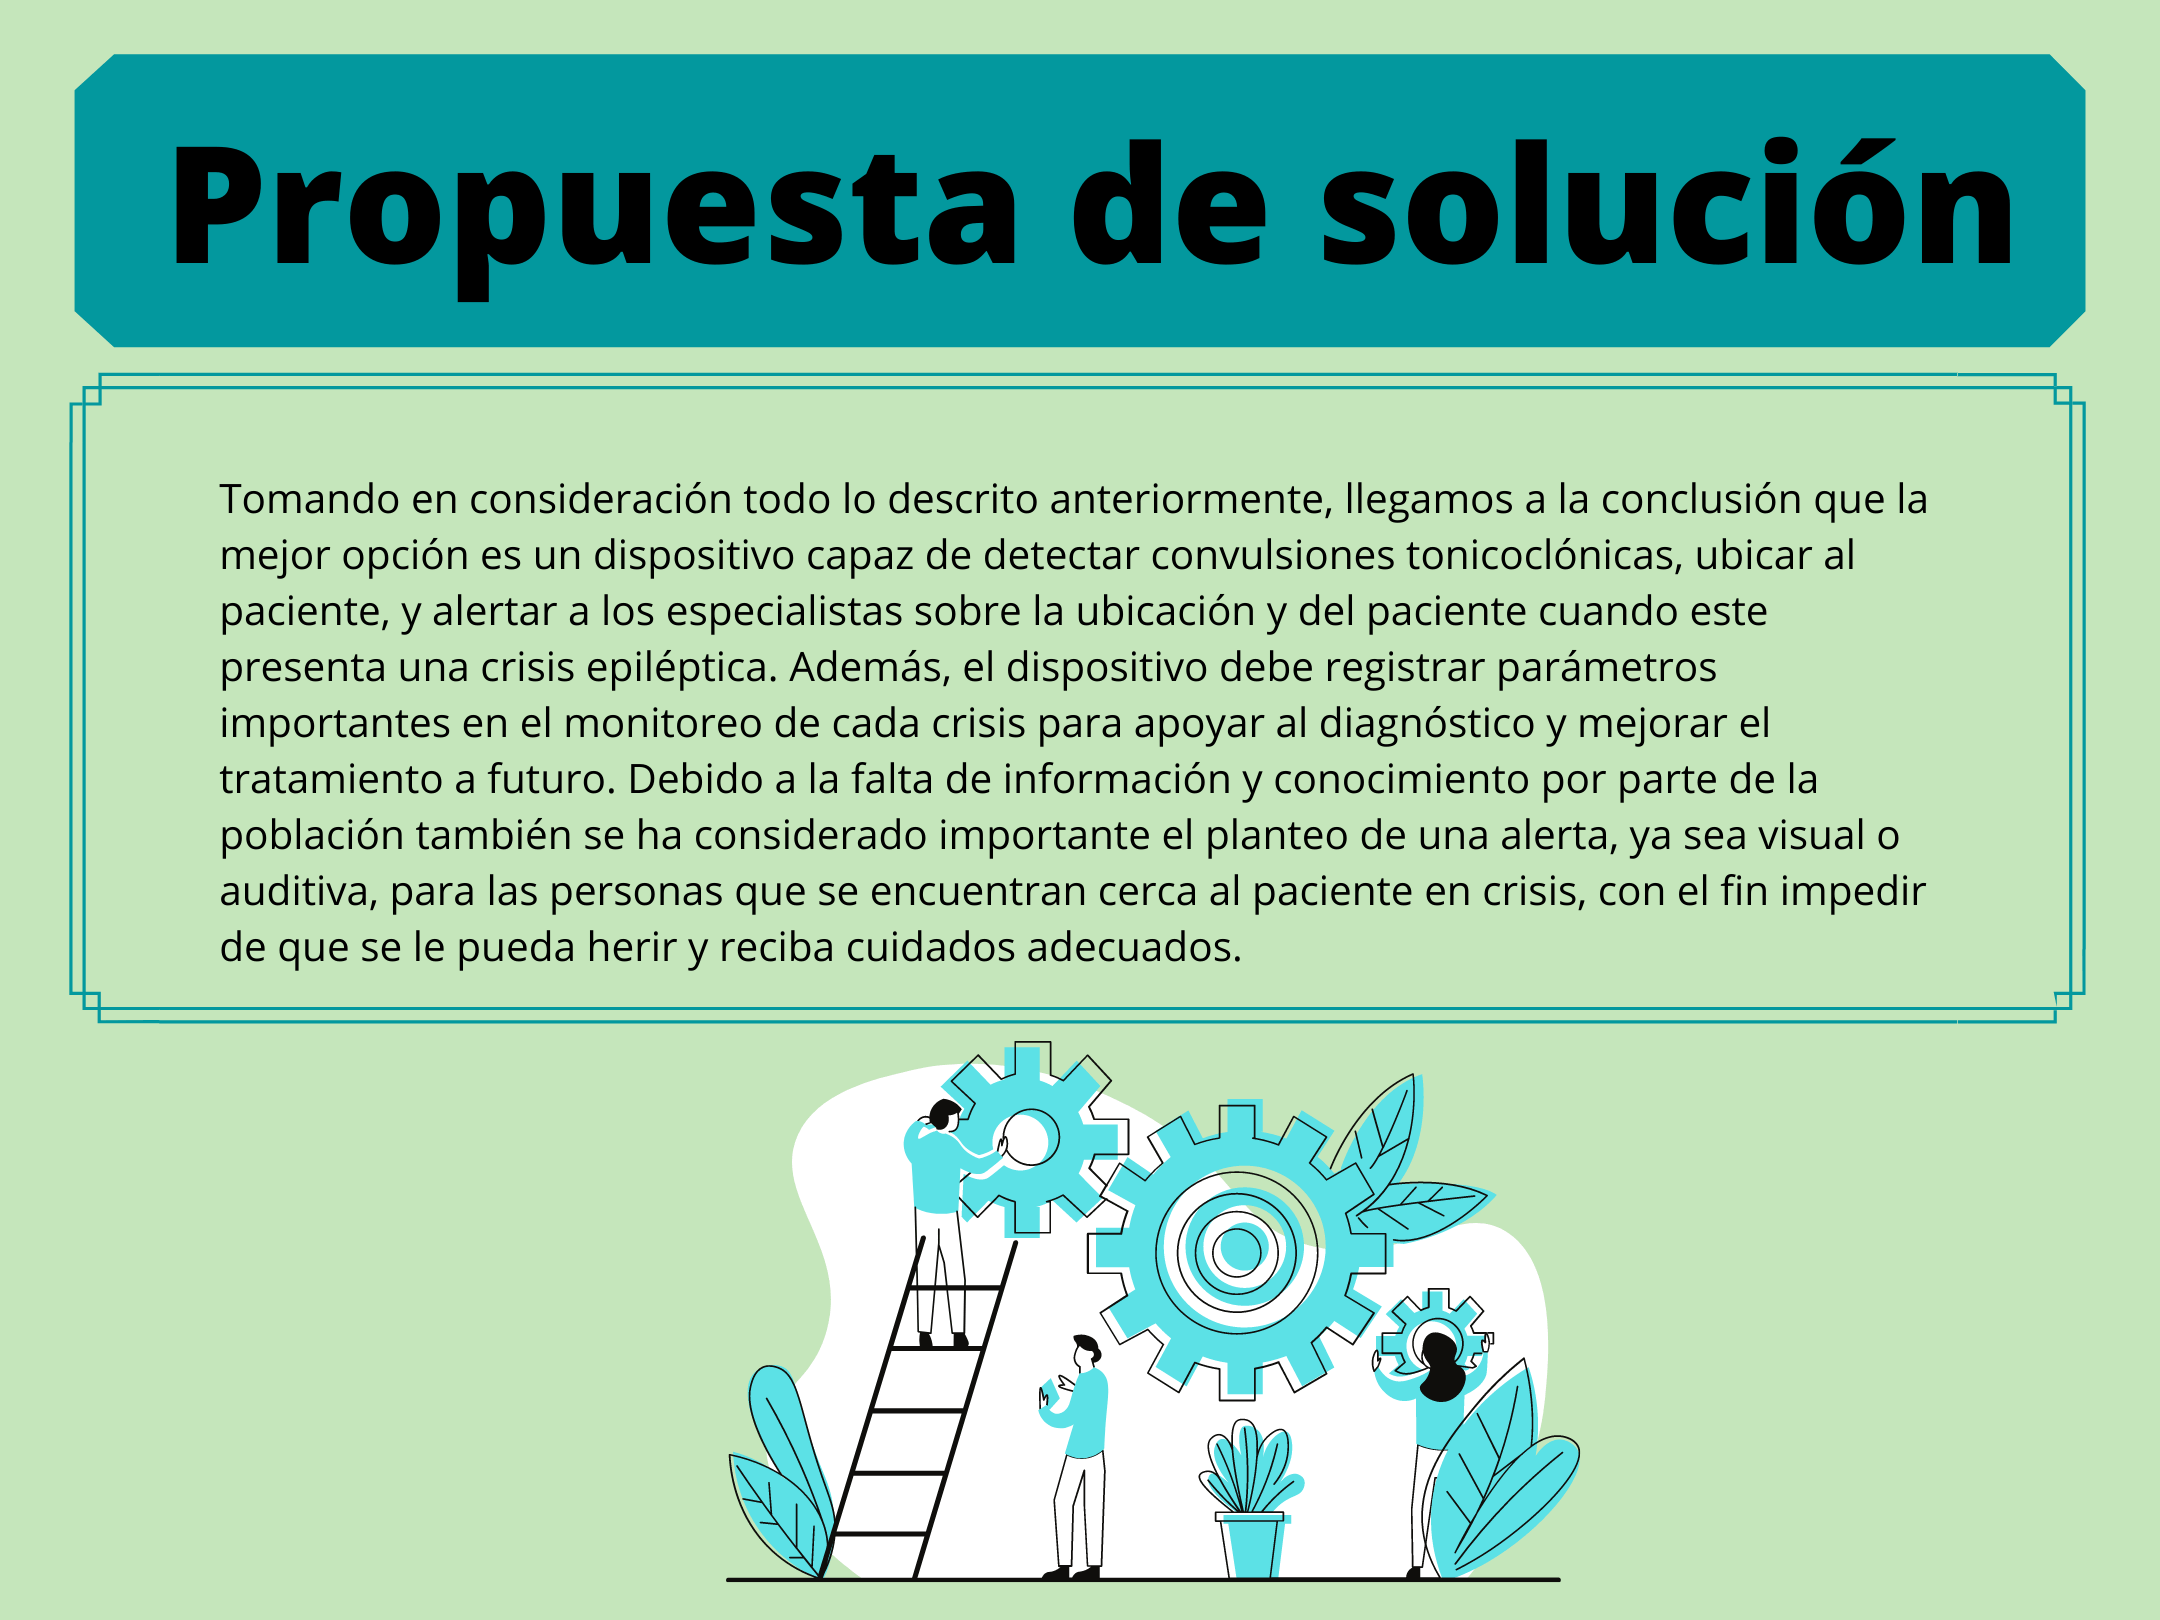 Propuesta de solución
Tomando en consideración todo lo descrito anteriormente, llegamos a la conclusión que la
mejor opción es un dispositivo capaz de detectar convulsiones tonicoclónicas, ubicar al
paciente, y alertar a los especialistas sobre la ubicación y del paciente cuando este
presenta una crisis epiléptica. Además, el dispositivo debe registrar parámetros
importantes en el monitoreo de cada crisis para apoyar al diagnóstico y mejorar el
tratamiento a futuro. Debido a la falta de información y conocimiento por parte de la
población también se ha considerado importante el planteo de una alerta, ya sea visual o
auditiva, para las personas que se encuentran cerca al paciente en crisis, con el fin impedir
de que se le pueda herir y reciba cuidados adecuados.